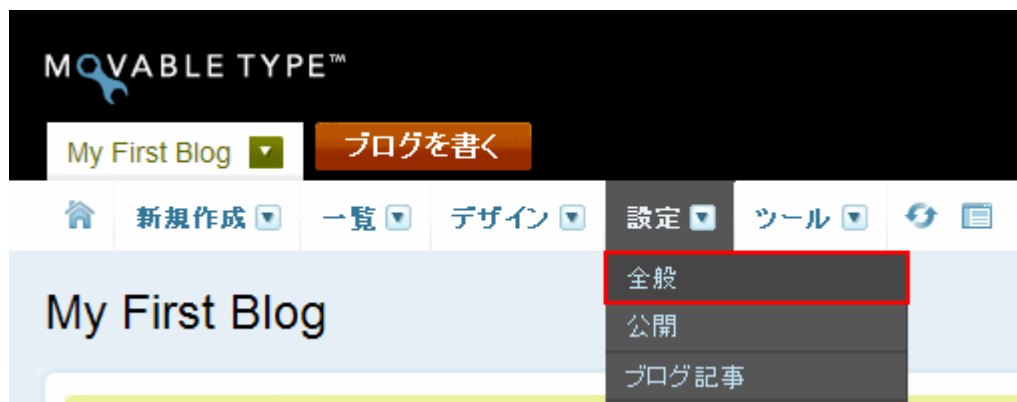 MOVABLE TYPE™
My First Blog ブログを書く
新規作成 一覧 デザイン 設定 ツール
全般
My First Blog
公開
ブログ記事